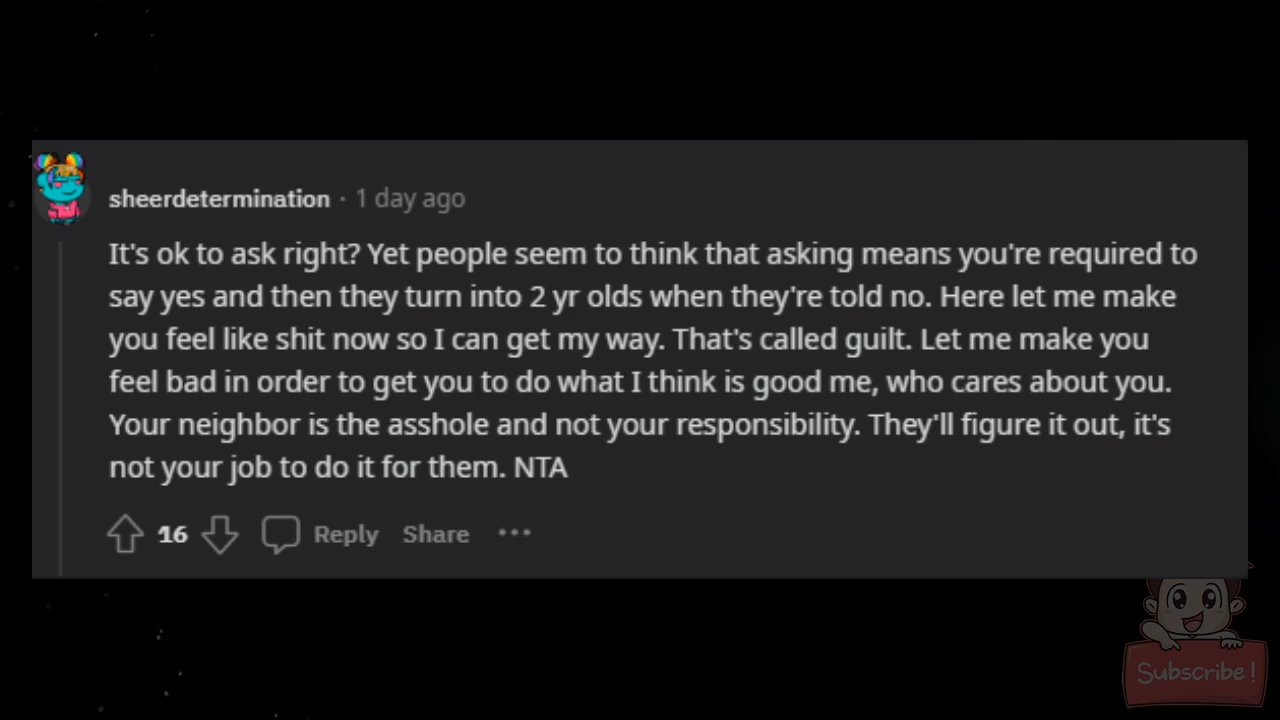 sheerdetermination · 1 day ago
It's ok to ask right? Yet people seem to think that asking means you're required to
say yes and then they turn into 2 yr olds when they're told no. Here let me make
you feel like shit now so I can get my way. That's called guilt. Let me make you
feel bad in order to get you to do what I think is good me, who cares about you.
Your neighbor is the asshole and not your responsibility. They'll figure it out, it's
not your job to do it for them. NTA
16 Reply Share ···
Subscribe!